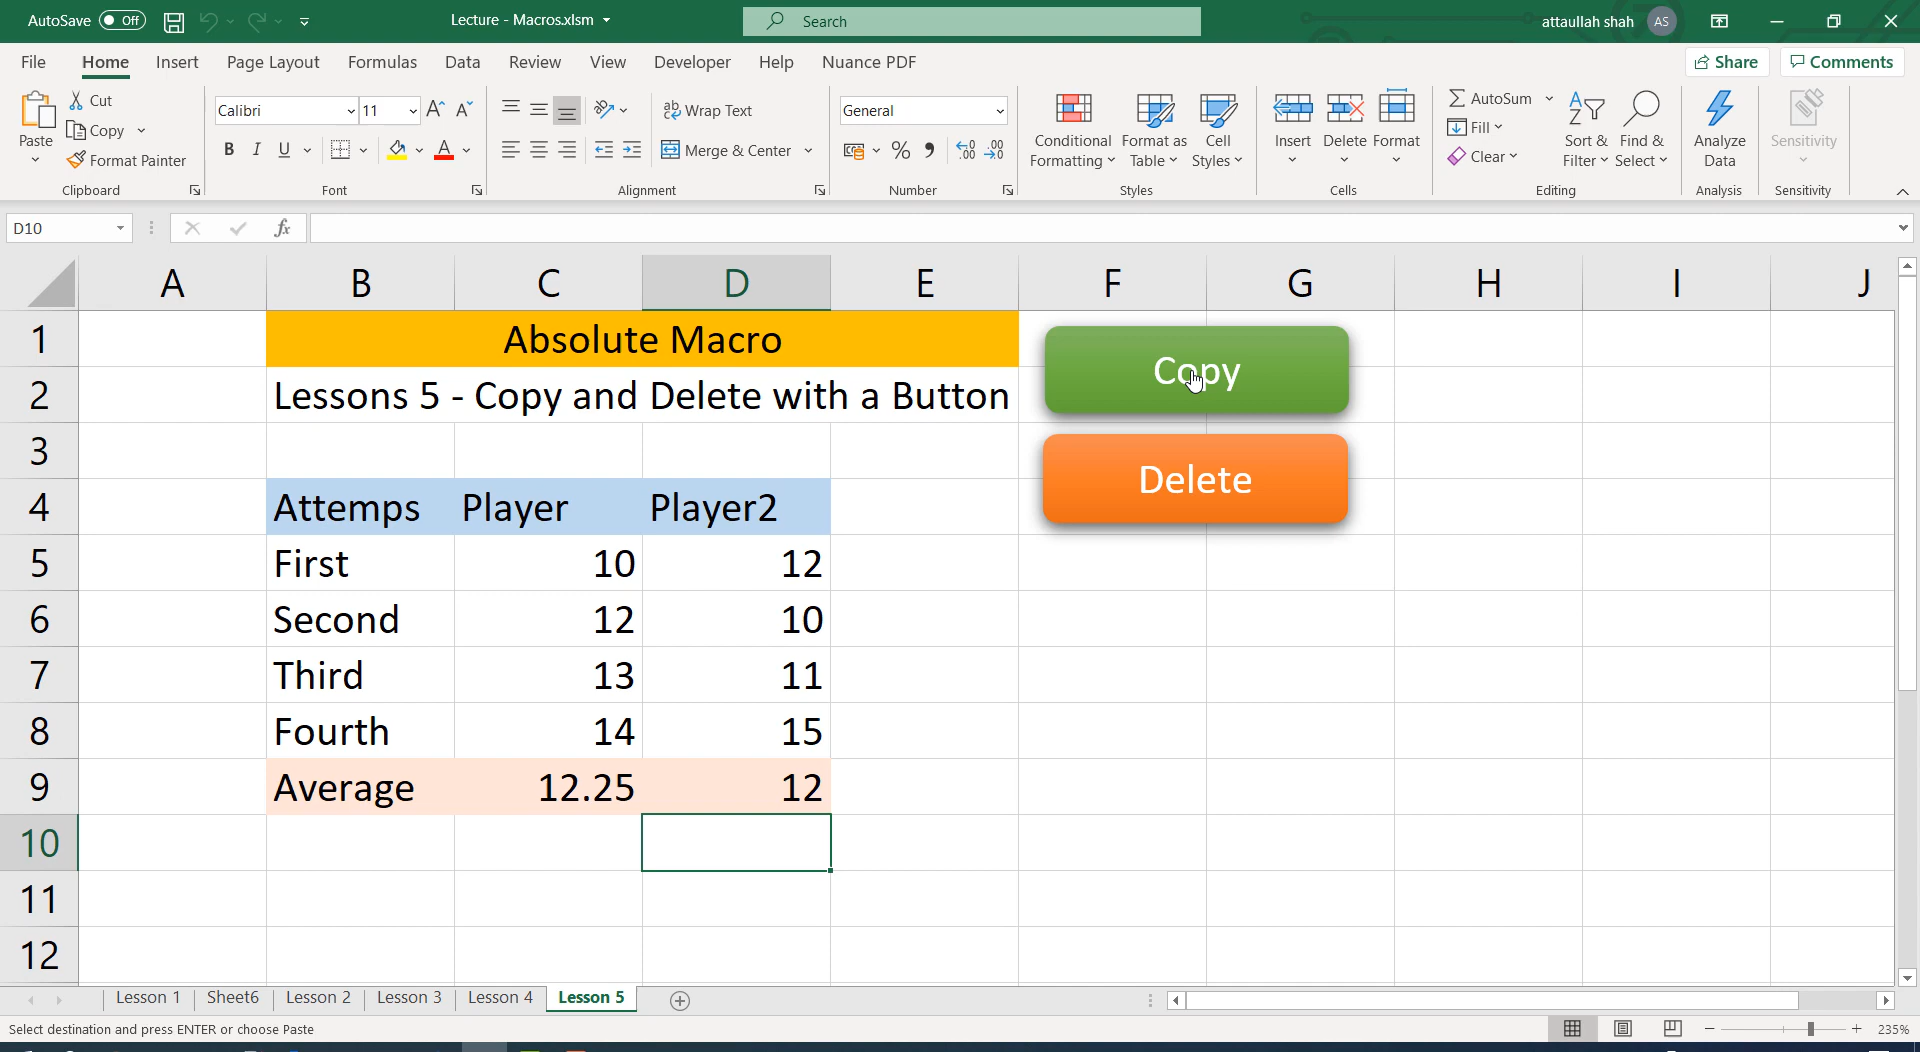 AutoSave Off Lecture - Macros.xlsm Search attaullah shah AS
File Home Insert Page Layout Formulas Data Review View Developer Help Nuance PDF Share Comments
Paste Cut Copy Format Painter Clipboard
Calibri 11 B I U A Font
ab Wrap Text Merge & Center Alignment
General % Number
Conditional Formatting Format as Table Cell Styles Styles
Insert Delete Format Cells
AutoSum Fill Clear Sort & Filter Find & Select Editing
Analyze Data Analysis
Sensitivity Sensitivity
D10 fx
A B C D E F G H I J
1 Absolute Macro Copy
2 Lessons 5 - Copy and Delete with a Button
3 Delete
4 Attemps Player Player2
5 First 10 12
6 Second 12 10
7 Third 13 11
8 Fourth 14 15
9 Average 12.25 12
10
11
12
Lesson 1 Sheet6 Lesson 2 Lesson 3 Lesson 4 Lesson 5
Select destination and press ENTER or choose Paste 235%